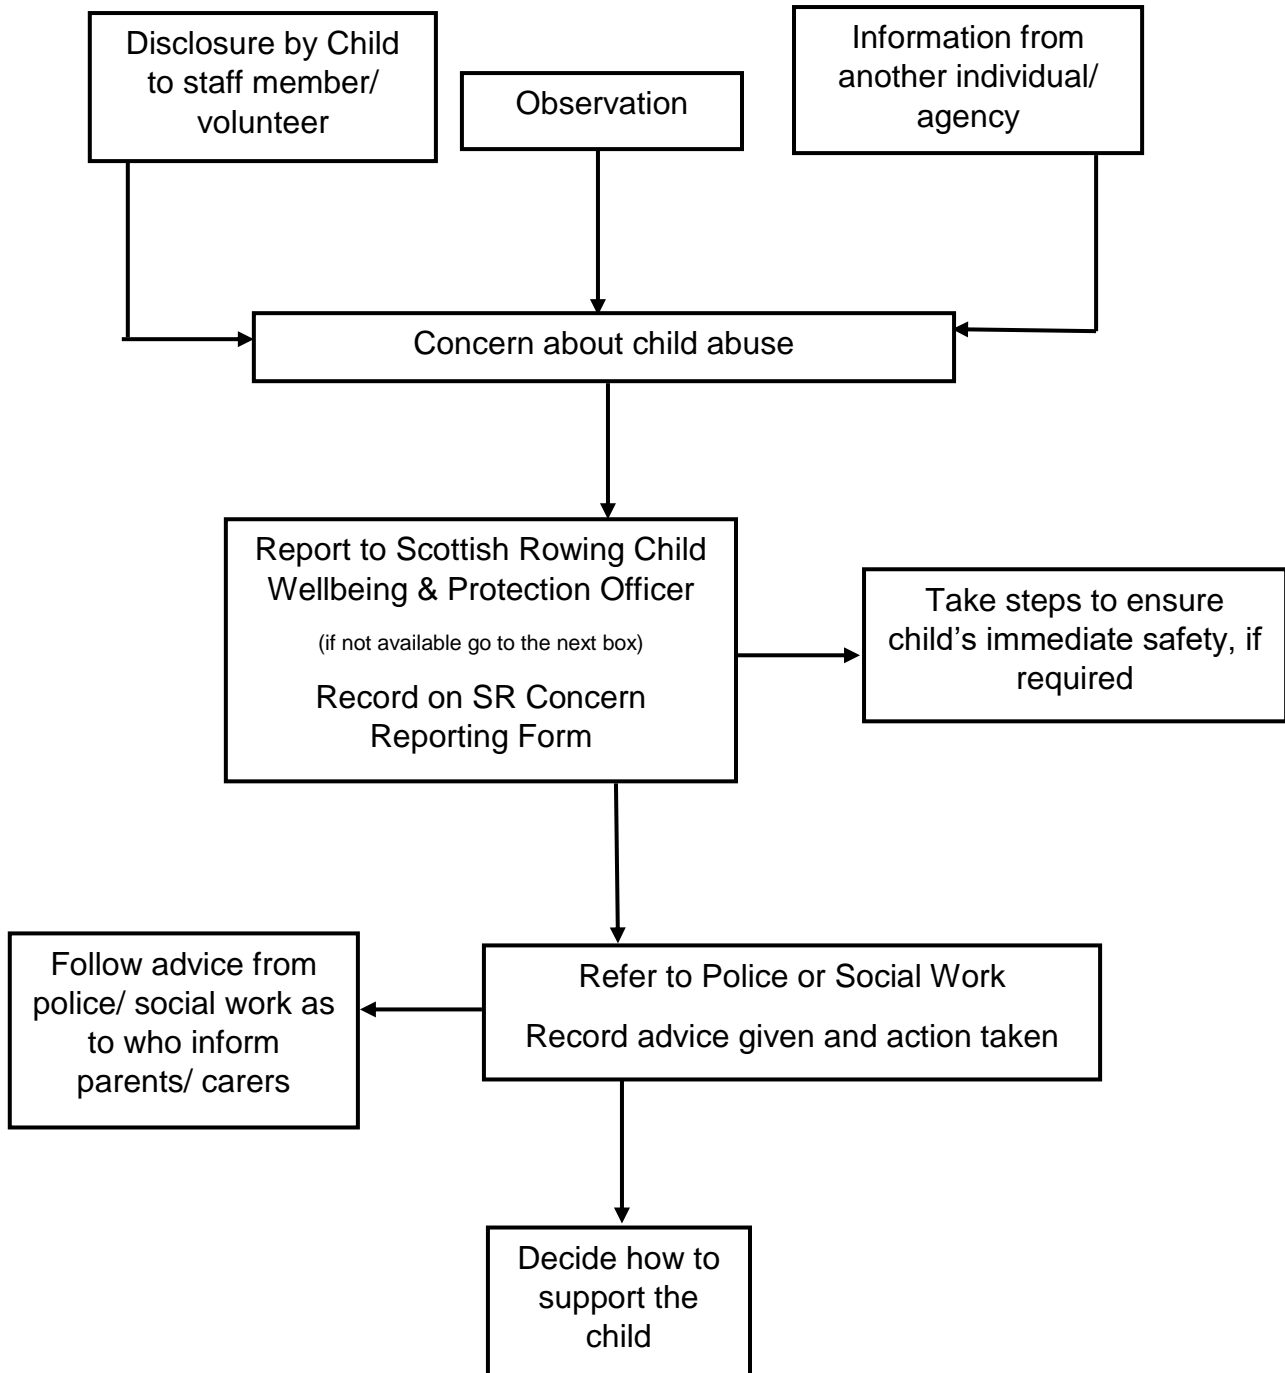 Disclosure by Child
to staff member/
volunteer
Observation
Information from
another individual/
agency
Concern about child abuse
Report to Scottish Rowing Child
Wellbeing & Protection Officer
(if not available go to the next box)
Record on SR Concern
Reporting Form
Take steps to ensure
child’s immediate safety, if
required
Follow advice from
police/ social work as
to who inform
parents/ carers
Refer to Police or Social Work
Record advice given and action taken
Decide how to
support the
child